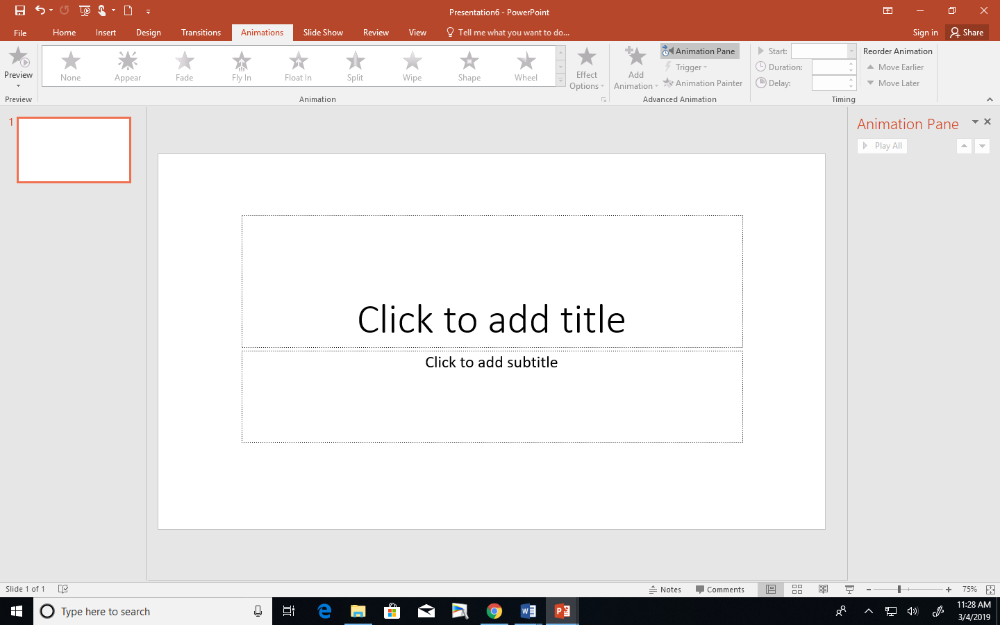 Presentation6 - PowerPoint
File Home Insert Design Transitions Animations Slide Show Review View Tell me what you want to do... Sign in Share
Preview
Preview
None Appear Fade Fly In Float In Split Wipe Shape Wheel
Animation
Effect
Options
Add
Animation
Animation Pane
Trigger
Animation Painter
Advanced Animation
Start:
Duration:
Delay:
Timing
Reorder Animation
Move Earlier
Move Later
1
Click to add title
Click to add subtitle
Animation Pane
Play All
Slide 1 of 1
Notes Comments 75%
Type here to search
11:28 AM
3/4/2019